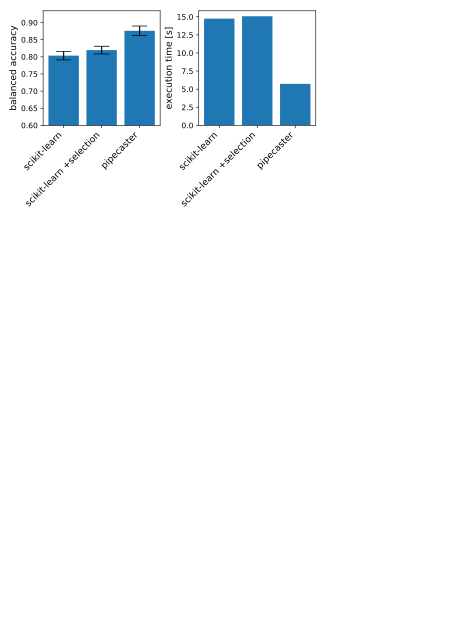 balanced accuracy
0.90
0.85
0.80
0.75
0.70
0.65
0.60
scikit-learn
scikit-learn +selection
pipecaster
execution time [s]
15.0
12.5
10.0
7.5
5.0
2.5
0.0
scikit-learn
scikit-learn +selection
pipecaster